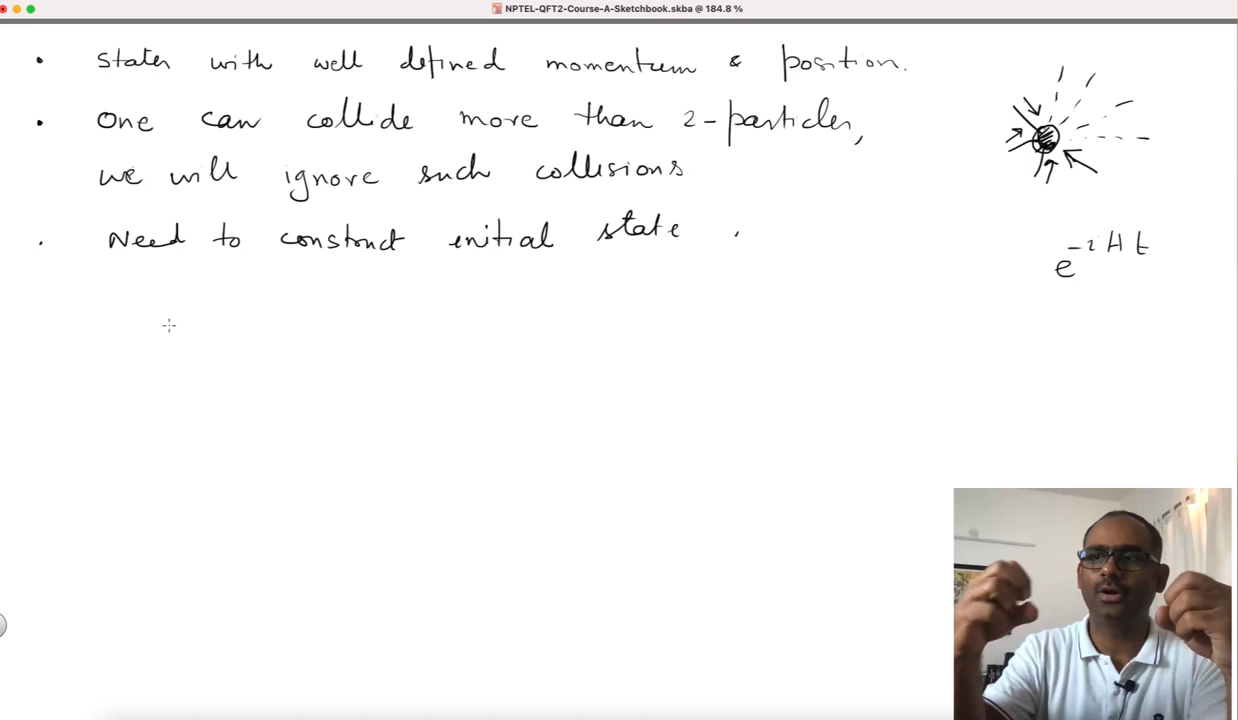 NPTEL-QFT2-Course-A-Sketchbook.skba @ 184.8 %
• states with well defined momentum & position.
• One can collide more than 2-particles,
we will ignore such collisions
• Need to construct initial state.
e^{-iHt}